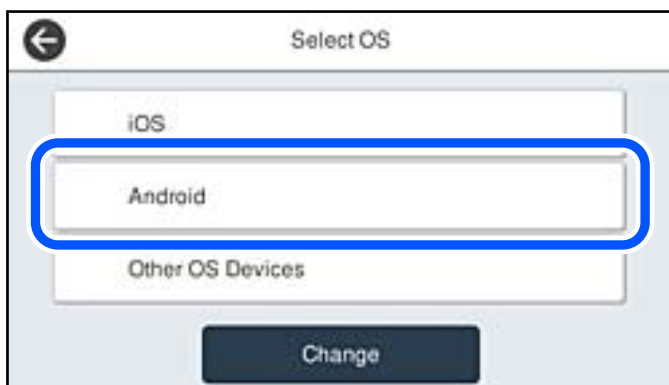 Select OS
iOS
Android
Other OS Devices
Change